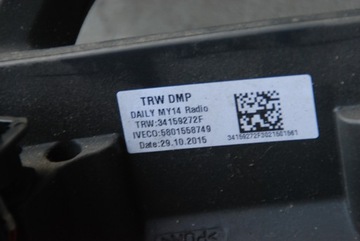 TRW DMP
DAILY MY14 Radio
TRW:34159272F
IVECO:5801558749
Date:29.10.2015